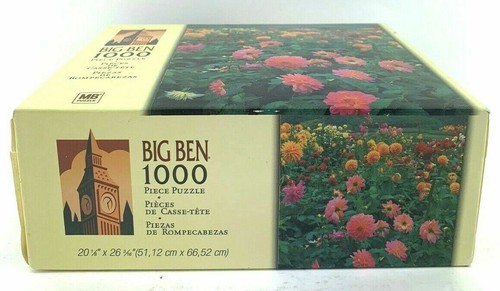 BIG BEN
1000
PIECE PUZZLE
PIÈCES
DE CASSE-TÊTE
PIEZAS
DE ROMPECABEZAS
MB
PUZZLE
BIG BEN
1000
PIECE PUZZLE
•
PIÈCES
DE CASSE-TÊTE
•
PIEZAS
DE ROMPECABEZAS
20 ⅛" x 26 ³⁄₁₆" (51,12 cm x 66,52 cm)